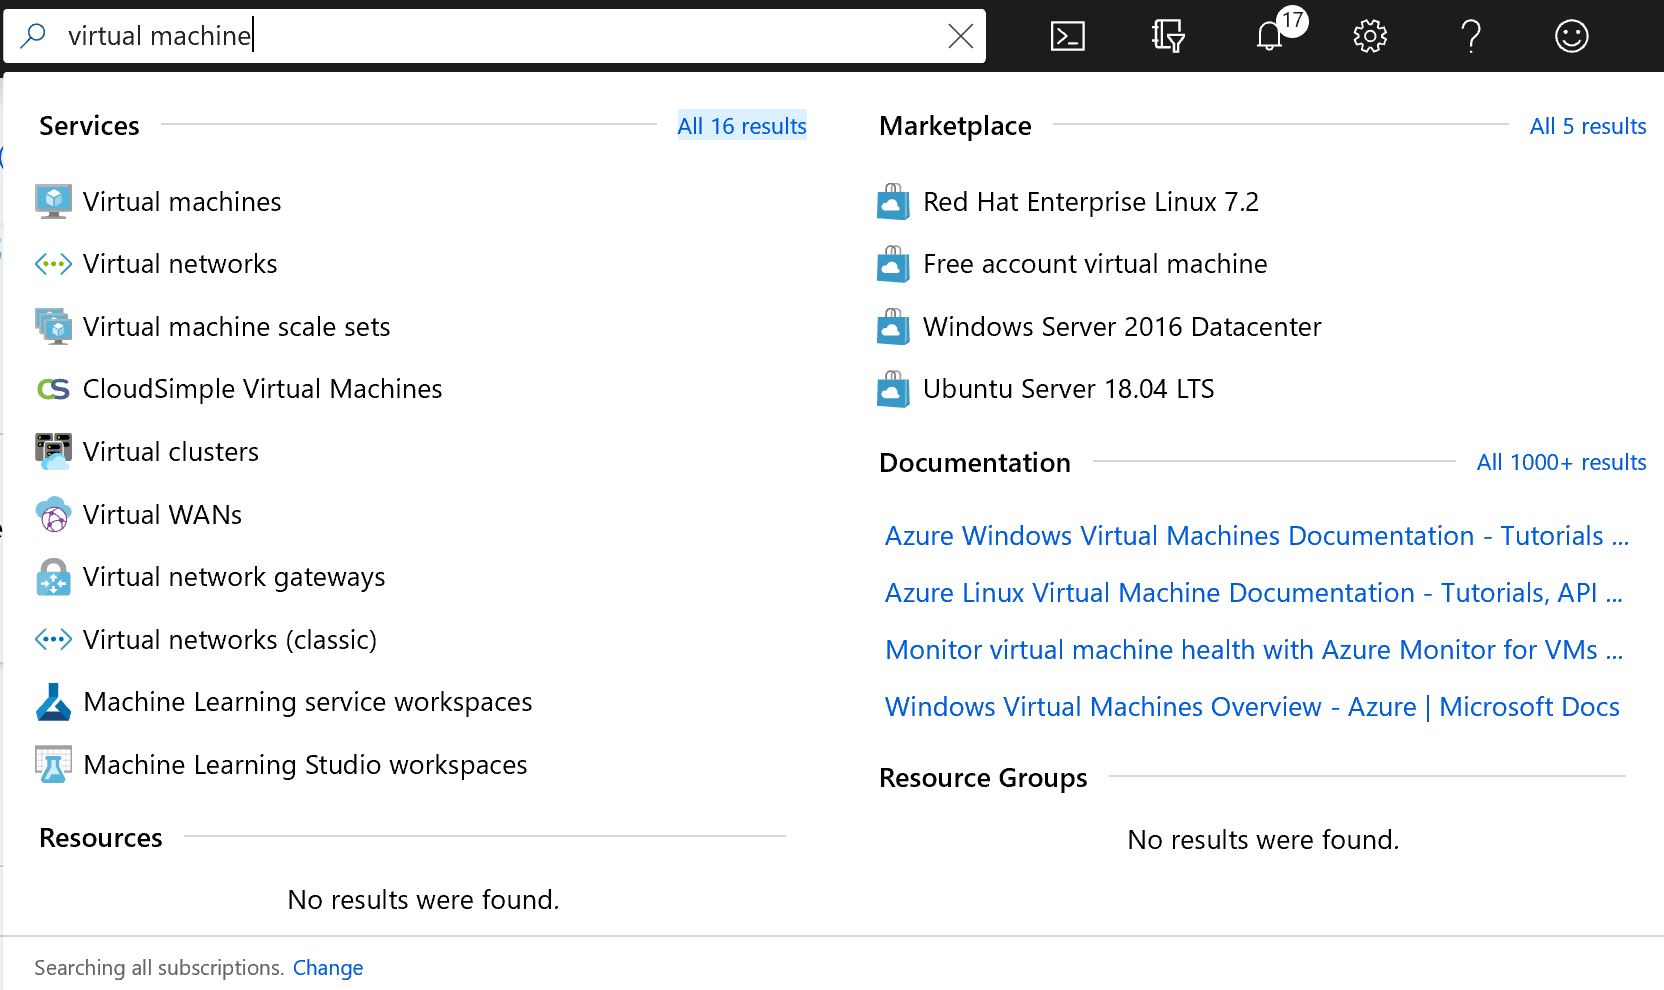 virtual machine
17
Services
All 16 results
Virtual machines
Virtual networks
Virtual machine scale sets
CS
CloudSimple Virtual Machines
Virtual clusters
Virtual WANs
Virtual network gateways
Virtual networks (classic)
Machine Learning service workspaces
Machine Learning Studio workspaces
Resources
No results were found.
Marketplace
All 5 results
Red Hat Enterprise Linux 7.2
Free account virtual machine
Windows Server 2016 Datacenter
Ubuntu Server 18.04 LTS
Documentation
All 1000+ results
Azure Windows Virtual Machines Documentation - Tutorials ...
Azure Linux Virtual Machine Documentation - Tutorials, API ...
Monitor virtual machine health with Azure Monitor for VMs ...
Windows Virtual Machines Overview - Azure | Microsoft Docs
Resource Groups
No results were found.
Searching all subscriptions. Change